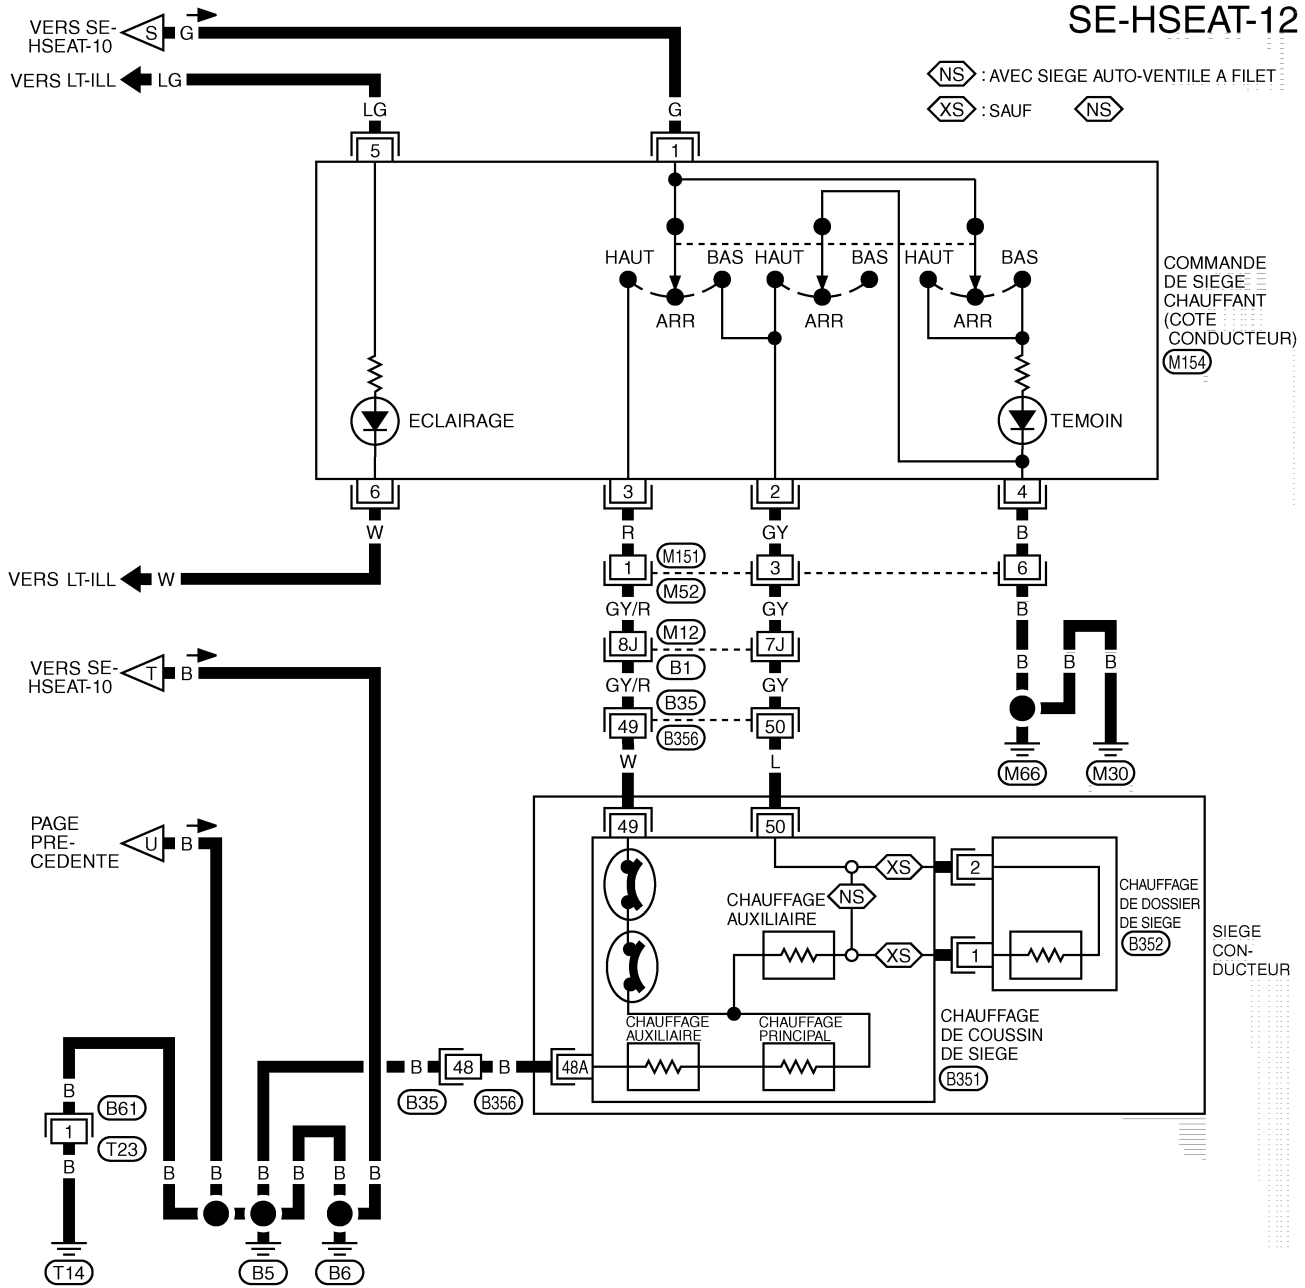 SE-HSEAT-12
VERS SE-
HSEAT-10
S G
NS : AVEC SIEGE AUTO-VENTILE A FILET
VERS LT-ILL LG
XS : SAUF NS
LG G
5 1
HAUT BAS HAUT BAS HAUT BAS
ARR ARR ARR
COMMANDE
DE SIEGE
CHAUFFANT
(COTE
CONDUCTEUR)
M154
ECLAIRAGE TEMOIN
6 3 2 4
W R GY B
M151
1 3 6
VERS LT-ILL W
M52
GY/R GY B
M12
8J 7J
B1
VERS SE-
HSEAT-10
T B
B B B
GY/R GY
B35
49 50
B356
W L
M66 M30
PAGE
PRE-
CEDENTE
U B
49 50
2 XS
NS
CHAUFFAGE
AUXILIAIRE
CHAUFFAGE
DE DOSSIER
DE SIEGE
B352
XS 1
SIEGE
CON-
DUCTEUR
CHAUFFAGE
AUXILIAIRE
CHAUFFAGE
PRINCIPAL
CHAUFFAGE
DE COUSSIN
DE SIEGE
B351
B 48 B 48A
B35 B356
B
B61
1
T23
B B B B B B B
T14 B5 B6